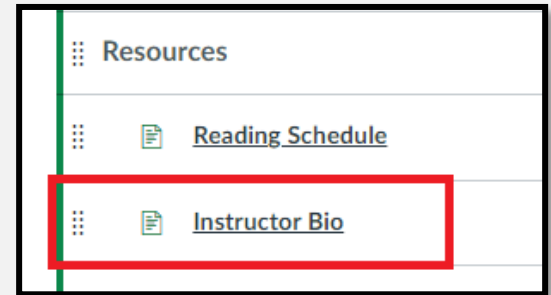 Resources
Reading Schedule
Instructor Bio